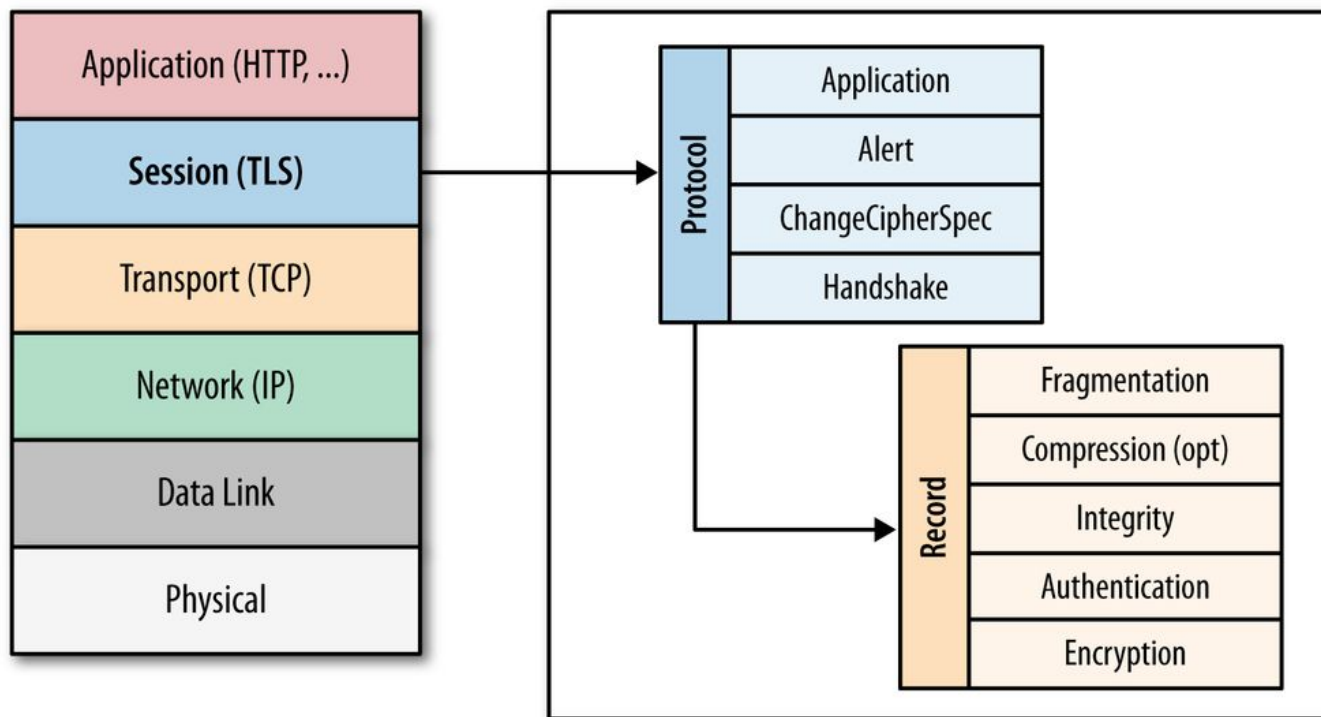 Application (HTTP, ...)
Session (TLS)
Transport (TCP)
Network (IP)
Data Link
Physical
Protocol
Application
Alert
ChangeCipherSpec
Handshake
Record
Fragmentation
Compression (opt)
Integrity
Authentication
Encryption